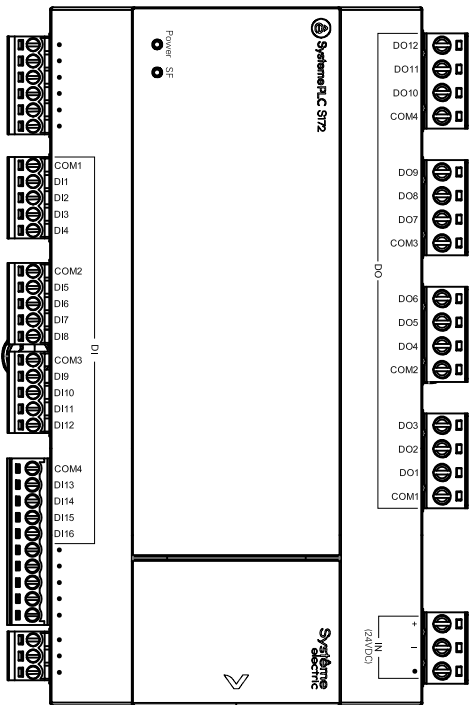 Power
SF
SystemePLC S172
COM1
DI1
DI2
DI3
DI4
COM2
DI5
DI6
DI7
DI8
COM3
DI9
DI10
DI11
DI12
COM4
DI13
DI14
DI15
DI16
DI
DO12
DO11
DO10
COM4
DO9
DO8
DO7
COM3
DO6
DO5
DO4
COM2
DO3
DO2
DO1
COM1
DO
+
−
IN
(24VDC)
Système
electric